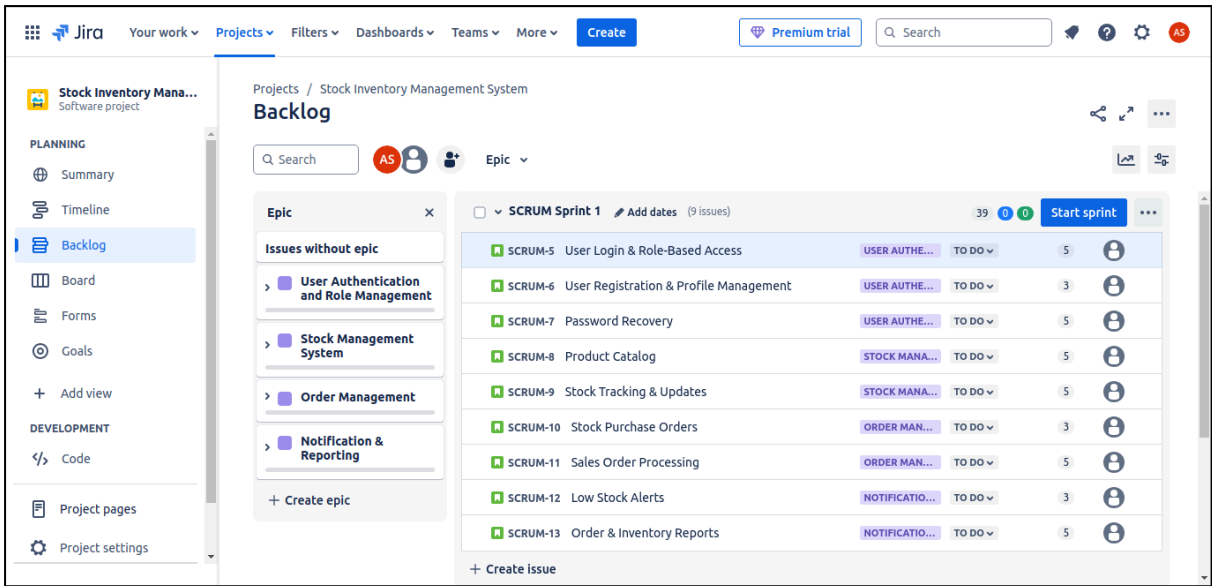 Jira Your work Projects Filters Dashboards Teams More Create Premium trial Search AS
Stock Inventory Mana...
Software project
PLANNING
Summary
Timeline
Backlog
Board
Forms
Goals
+ Add view
DEVELOPMENT
Code
Project pages
Project settings
Projects / Stock Inventory Management System
Backlog
Search AS Epic
Epic
Issues without epic
User Authentication
and Role Management
Stock Management
System
Order Management
Notification &
Reporting
+ Create epic
SCRUM Sprint 1 Add dates (9 issues) 39 0 0 Start sprint
SCRUM-5 User Login & Role-Based Access USER AUTHE... TO DO 5
SCRUM-6 User Registration & Profile Management USER AUTHE... TO DO 3
SCRUM-7 Password Recovery USER AUTHE... TO DO 5
SCRUM-8 Product Catalog STOCK MANA... TO DO 5
SCRUM-9 Stock Tracking & Updates STOCK MANA... TO DO 5
SCRUM-10 Stock Purchase Orders ORDER MAN... TO DO 3
SCRUM-11 Sales Order Processing ORDER MAN... TO DO 5
SCRUM-12 Low Stock Alerts NOTIFICATIO... TO DO 3
SCRUM-13 Order & Inventory Reports NOTIFICATIO... TO DO 5
+ Create issue